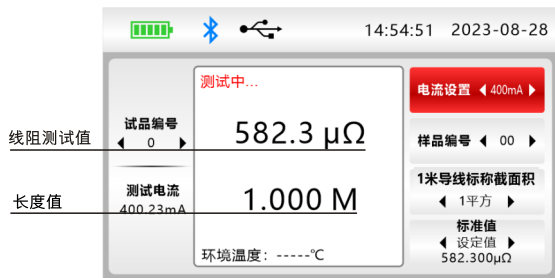 14:54:51 2023-08-28
测试中...
电流设置 400mA
试品编号
0
582.3 μΩ
样品编号 00
线阻测试值
1米导线标称截面积
1平方
测试电流
400.23mA
1.000 M
长度值
标准值
设定值
582.300μΩ
环境温度：-----℃